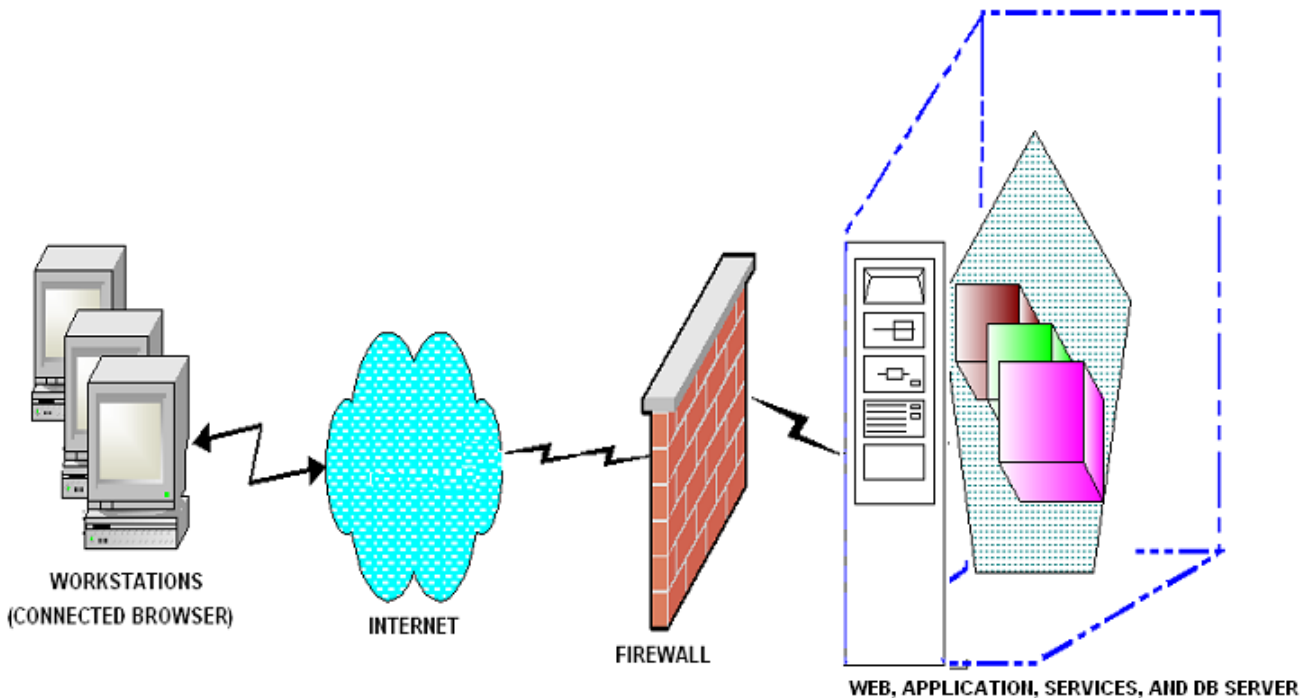 WORKSTATIONS
(CONNECTED BROWSER)
INTERNET
FIREWALL
WEB, APPLICATION, SERVICES, AND DB SERVER